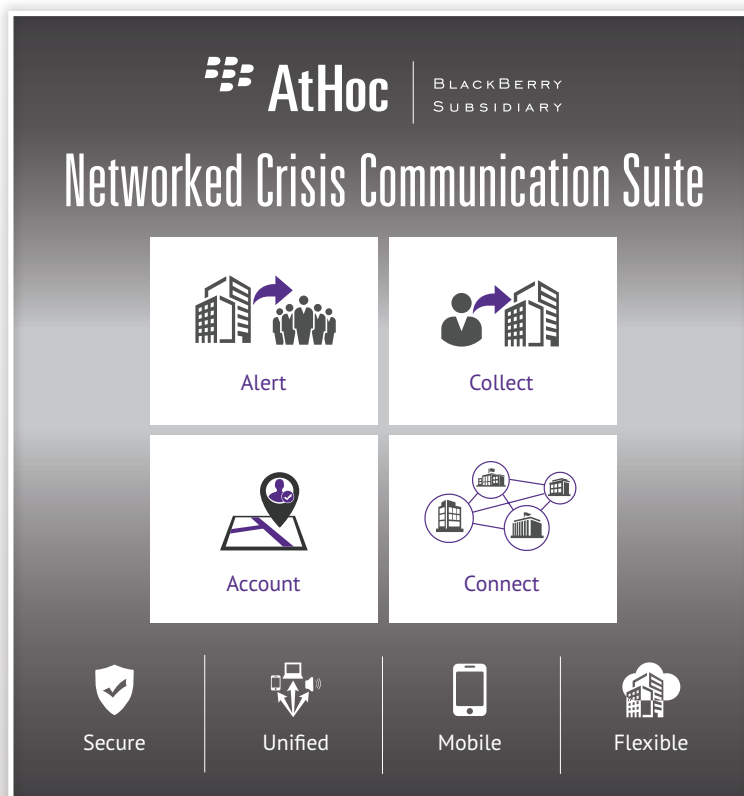 AtHoc
BLACKBERRY
SUBSIDIARY
Networked Crisis Communication Suite
Alert
Collect
Account
Connect
Secure
Unified
Mobile
Flexible